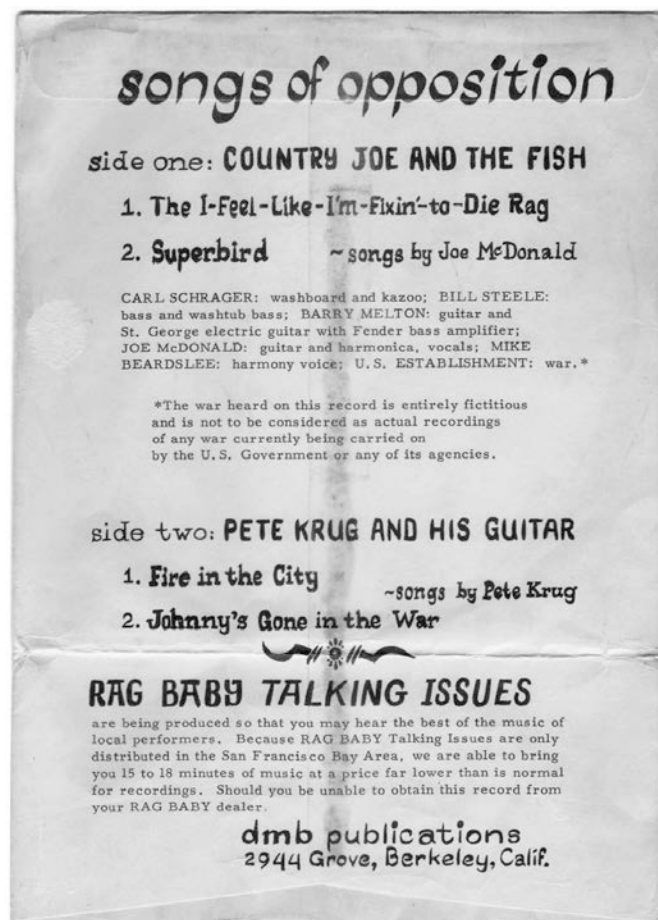 songs of opposition
side one: COUNTRY JOE AND THE FISH
1. The I-Feel-Like-I'm-Fixin'-to-Die Rag
2. Superbird ~songs by Joe McDonald
CARL SCHRAGER: washboard and kazoo; BILL STEELE:
bass and washtub bass; BARRY MELTON: guitar and
St. George electric guitar with Fender bass amplifier;
JOE McDONALD: guitar and harmonica, vocals; MIKE
BEARDSLEE: harmony voice; U.S. ESTABLISHMENT: war.*
*The war heard on this record is entirely fictitious
and is not to be considered as actual recordings
of any war currently being carried on
by the U.S. Government or any of its agencies.
side two: PETE KRUG AND HIS GUITAR
1. Fire in the City
~songs by Pete Krug
2. Johnny's Gone in the War
RAG BABY TALKING ISSUES
are being produced so that you may hear the best of the music of
local performers. Because RAG BABY Talking Issues are only
distributed in the San Francisco Bay Area, we are able to bring
you 15 to 18 minutes of music at a price far lower than is normal
for recordings. Should you be unable to obtain this record from
your RAG BABY dealer.
dmb publications
2944 Grove, Berkeley, Calif.